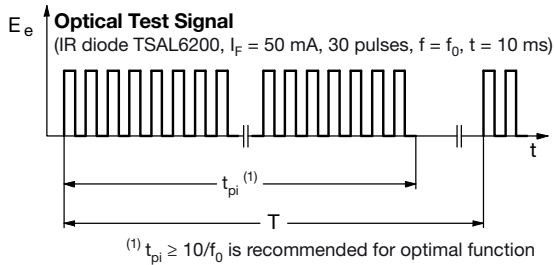 Optical Test Signal
E e
(IR diode TSAL6200, IF = 50 mA, 30 pulses, f = f0, t = 10 ms)
t
tpi (1)
T
(1) tpi ≥ 10/f0 is recommended for optimal function